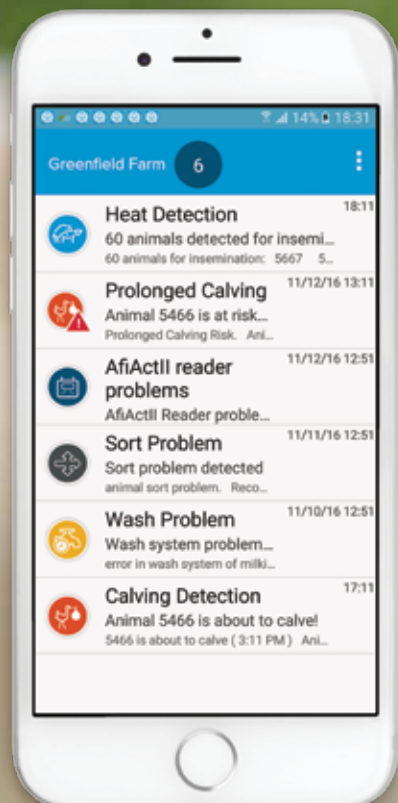 14% 18:31
Greenfield Farm 6
Heat Detection 18:11
60 animals detected for insemi...
60 animals for insemination: 5667 5...
Prolonged Calving 11/12/16 13:11
Animal 5466 is at risk...
Prolonged Calving Risk. Ani...
AfiActII reader 11/12/16 12:51
problems
AfiActII Reader proble...
Sort Problem 11/11/16 12:51
Sort problem detected
animal sort problem. Reco...
Wash Problem 11/10/16 12:51
Wash system problem...
error in wash system of milki...
Calving Detection 17:11
Animal 5466 is about to calve!
5466 is about to calve ( 3:11 PM ) Ani...